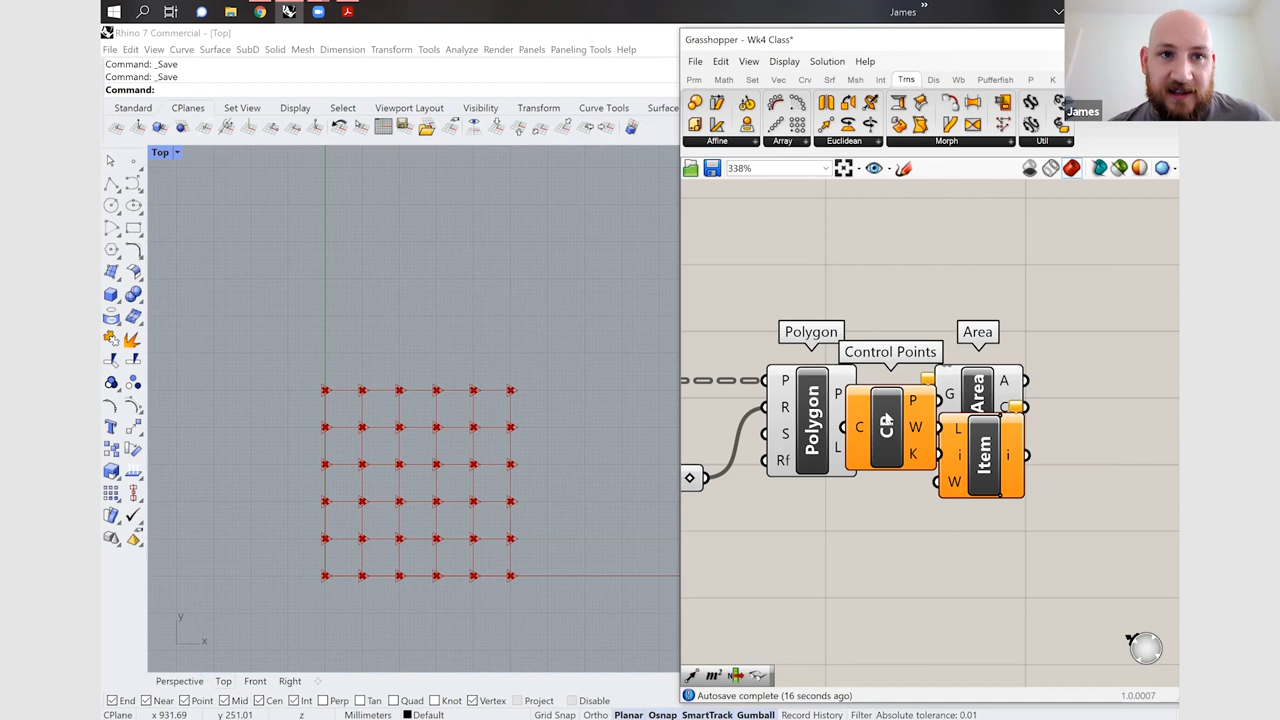 James
Rhino 7 Commercial - [Top]
File Edit View Curve Surface SubD Solid Mesh Dimension Transform Tools Analyze Render Panels Paneling Tools Help
Command: _Save
Command: _Save
Command:
Standard CPlanes Set View Display Select Viewport Layout Visibility Transform Curve Tools Surface
Top
y
x
Perspective Top Front Right
End Near Point Mid Cen Int Perp Tan Quad Knot Vertex Project Disable
CPlane x 931.69 y 251.01 z Millimeters Default Grid Snap Ortho Planar Osnap SmartTrack Gumball Record History Filter Absolute tolerance: 0.01
Grasshopper - Wk4 Class*
File Edit View Display Solution Help
Prm Math Set Vec Crv Srf Msh Int Trns Dis Wb Pufferfish P K
Affine Array Euclidean Morph Util
338%
Polygon
Area
Control Points
P R S Rf Polygon P L
C CP P W K
G Area A C
L i W Item i
m²
Autosave complete (16 seconds ago)
1.0.0007
James